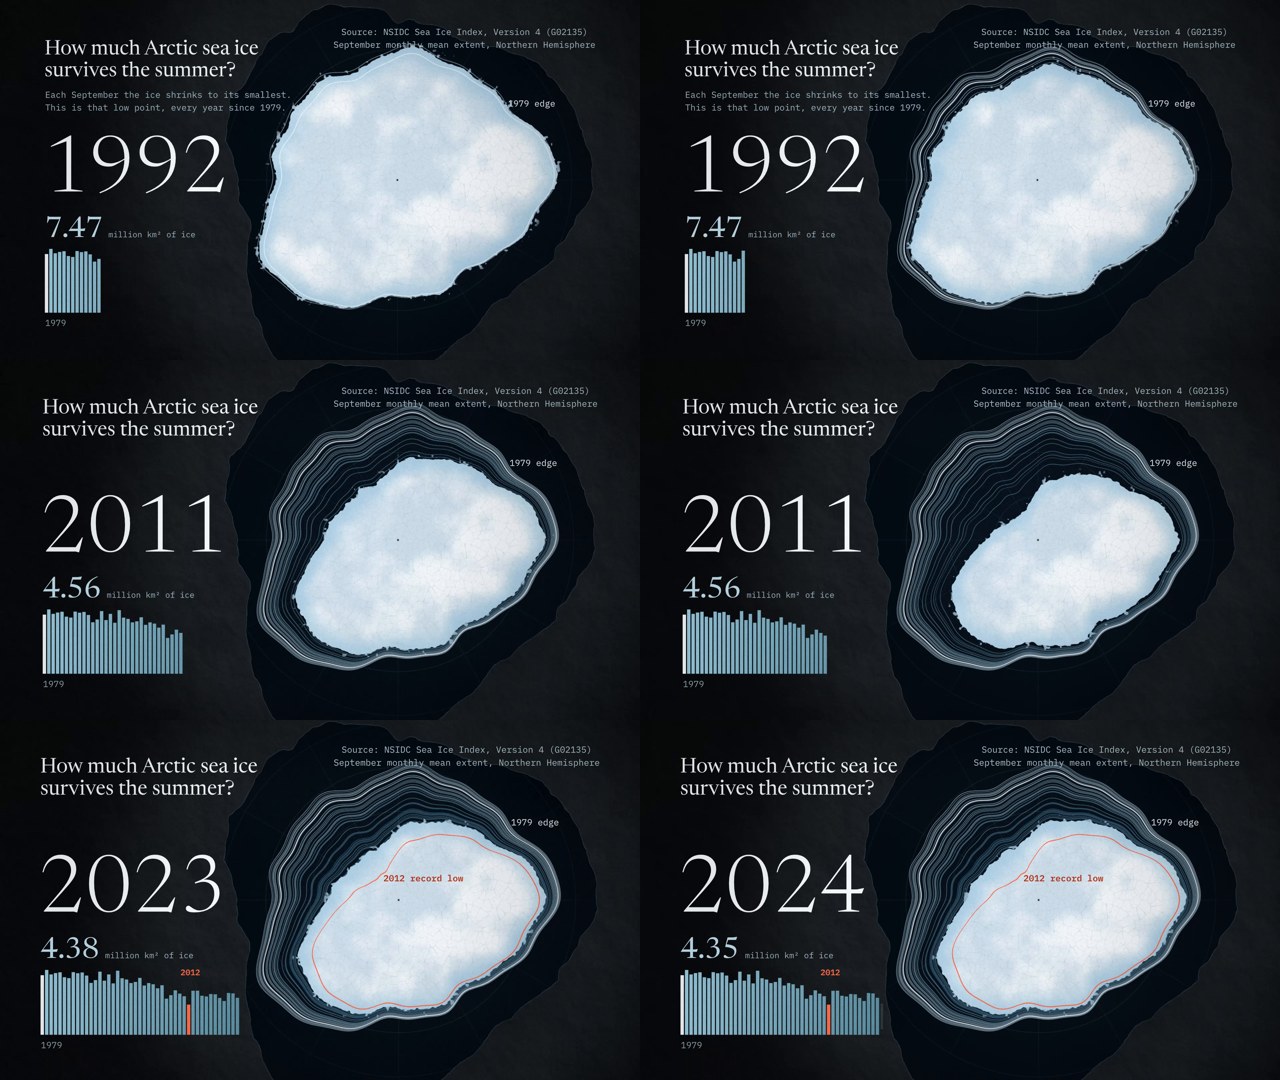 How much Arctic sea ice
survives the summer?
Each September the ice shrinks to its smallest.
This is that low point, every year since 1979.
Source: NSIDC Sea Ice Index, Version 4 (G02135)
September monthly mean extent, Northern Hemisphere
1979 edge
1992
7.47 million km² of ice
1979
How much Arctic sea ice
survives the summer?
Each September the ice shrinks to its smallest.
This is that low point, every year since 1979.
Source: NSIDC Sea Ice Index, Version 4 (G02135)
September monthly mean extent, Northern Hemisphere
1979 edge
1992
7.47 million km² of ice
1979
How much Arctic sea ice
survives the summer?
Source: NSIDC Sea Ice Index, Version 4 (G02135)
September monthly mean extent, Northern Hemisphere
1979 edge
2011
4.56 million km² of ice
1979
How much Arctic sea ice
survives the summer?
Source: NSIDC Sea Ice Index, Version 4 (G02135)
September monthly mean extent, Northern Hemisphere
1979 edge
2011
4.56 million km² of ice
1979
How much Arctic sea ice
survives the summer?
Source: NSIDC Sea Ice Index, Version 4 (G02135)
September monthly mean extent, Northern Hemisphere
1979 edge
2012 record low
2023
4.38 million km² of ice
2012
1979
How much Arctic sea ice
survives the summer?
Source: NSIDC Sea Ice Index, Version 4 (G02135)
September monthly mean extent, Northern Hemisphere
1979 edge
2012 record low
2024
4.35 million km² of ice
2012
1979